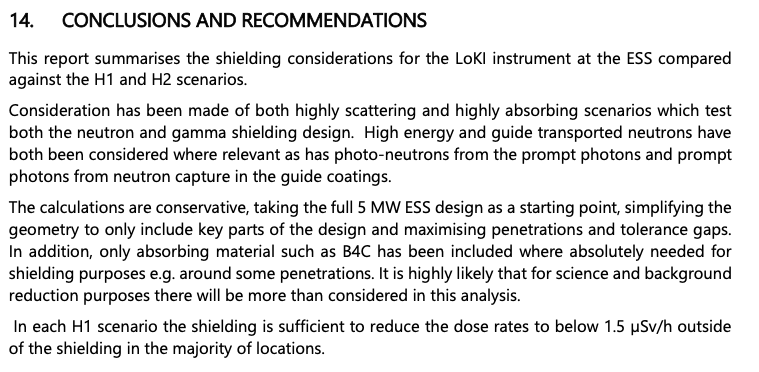 14. CONCLUSIONS AND RECOMMENDATIONS
This report summarises the shielding considerations for the LoKI instrument at the ESS compared
against the H1 and H2 scenarios.
Consideration has been made of both highly scattering and highly absorbing scenarios which test
both the neutron and gamma shielding design. High energy and guide transported neutrons have
both been considered where relevant as has photo-neutrons from the prompt photons and prompt
photons from neutron capture in the guide coatings.
The calculations are conservative, taking the full 5 MW ESS design as a starting point, simplifying the
geometry to only include key parts of the design and maximising penetrations and tolerance gaps.
In addition, only absorbing material such as B4C has been included where absolutely needed for
shielding purposes e.g. around some penetrations. It is highly likely that for science and background
reduction purposes there will be more than considered in this analysis.
In each H1 scenario the shielding is sufficient to reduce the dose rates to below 1.5 µSv/h outside
of the shielding in the majority of locations.